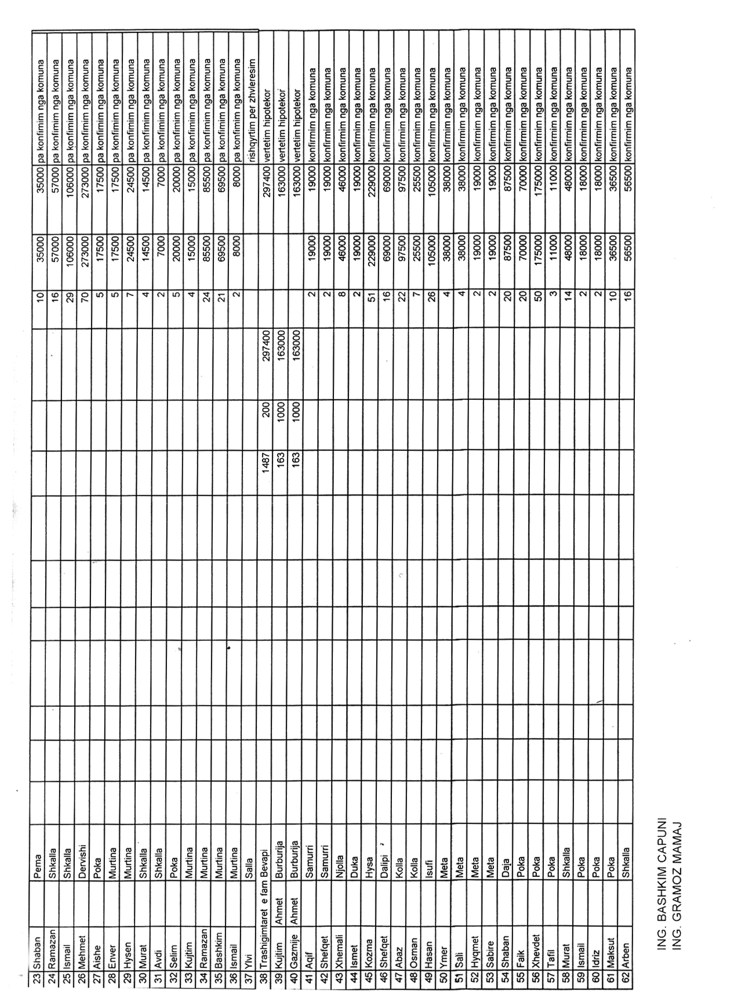 23 Shaban Pema 10 35000 35000 pa konfirmim nga komuna
24 Ramazan Shkalla 16 57000 57000 pa konfirmim nga komuna
25 Ismail Shkalla 29 106000 106000 pa konfirmim nga komuna
26 Mehmet Dervishi 70 273000 273000 pa konfirmim nga komuna
27 Aishe Poka 5 17500 17500 pa konfirmim nga komuna
28 Enver Murtina 5 17500 17500 pa konfirmim nga komuna
29 Hysen Murtina 7 24500 24500 pa konfirmim nga komuna
30 Murat Shkalla 4 14500 14500 pa konfirmim nga komuna
31 Avdi Shkalla 2 7000 7000 pa konfirmim nga komuna
32 Selim Poka 5 20000 20000 pa konfirmim nga komuna
33 Kujtim Murtina 4 15000 15000 pa konfirmim nga komuna
34 Ramazan Murtina 24 85500 85500 pa konfirmim nga komuna
35 Bashkim Murtina 21 69500 69500 pa konfirmim nga komuna
36 Ismail Murtina 2 8000 8000 pa konfirmim nga komuna
37 Ylvi Salla rishqyrtim per zhvleresim
38 Trashigimtaret e fam Bevapi 1487 200 297400 297400 vertetim hipotekor
39 Kujtim Ahmet Burburija 163 1000 163000 163000 vertetim hipotekor
40 Gazmije Ahmet Burburija 163 1000 163000 163000 vertetim hipotekor
41 Aqif Samurri 2 19000 19000 konfirmim nga komuna
42 Shefqet Samurri 2 19000 19000 konfirmim nga komuna
43 Xhemali Njolla 8 46000 46000 konfirmim nga komuna
44 Ismet Duka 2 19000 19000 konfirmim nga komuna
45 Kozma Hysa 51 229000 229000 konfirmim nga komuna
46 Shefqet Dalipi 16 69000 69000 konfirmim nga komuna
47 Abaz Kolla 22 97500 97500 konfirmim nga komuna
48 Osman Kolla 7 25500 25500 konfirmim nga komuna
49 Hasan Isufi 26 105000 105000 konfirmim nga komuna
50 Ymer Meta 4 38000 38000 konfirmim nga komuna
51 Sali Meta 4 38000 38000 konfirmim nga komuna
52 Hyqmet Meta 2 19000 19000 konfirmim nga komuna
53 Sabire Meta 2 19000 19000 konfirmim nga komuna
54 Shaban Daja 20 87500 87500 konfirmim nga komuna
55 Faik Poka 20 70000 70000 konfirmim nga komuna
56 Xhevdet Poka 50 175000 175000 konfirmim nga komuna
57 Tafil Poka 3 11000 11000 konfirmim nga komuna
58 Murat Shkalla 14 48000 48000 konfirmim nga komuna
59 Ismail Poka 2 18000 18000 konfirmim nga komuna
60 Idriz Poka 2 18000 18000 konfirmim nga komuna
61 Maksut Poka 10 36500 36500 konfirmim nga komuna
62 Arben Shkalla 16 56500 56500 konfirmim nga komuna
ING. BASHKIM CAPUNI
ING. GRAMOZ MAMAJ